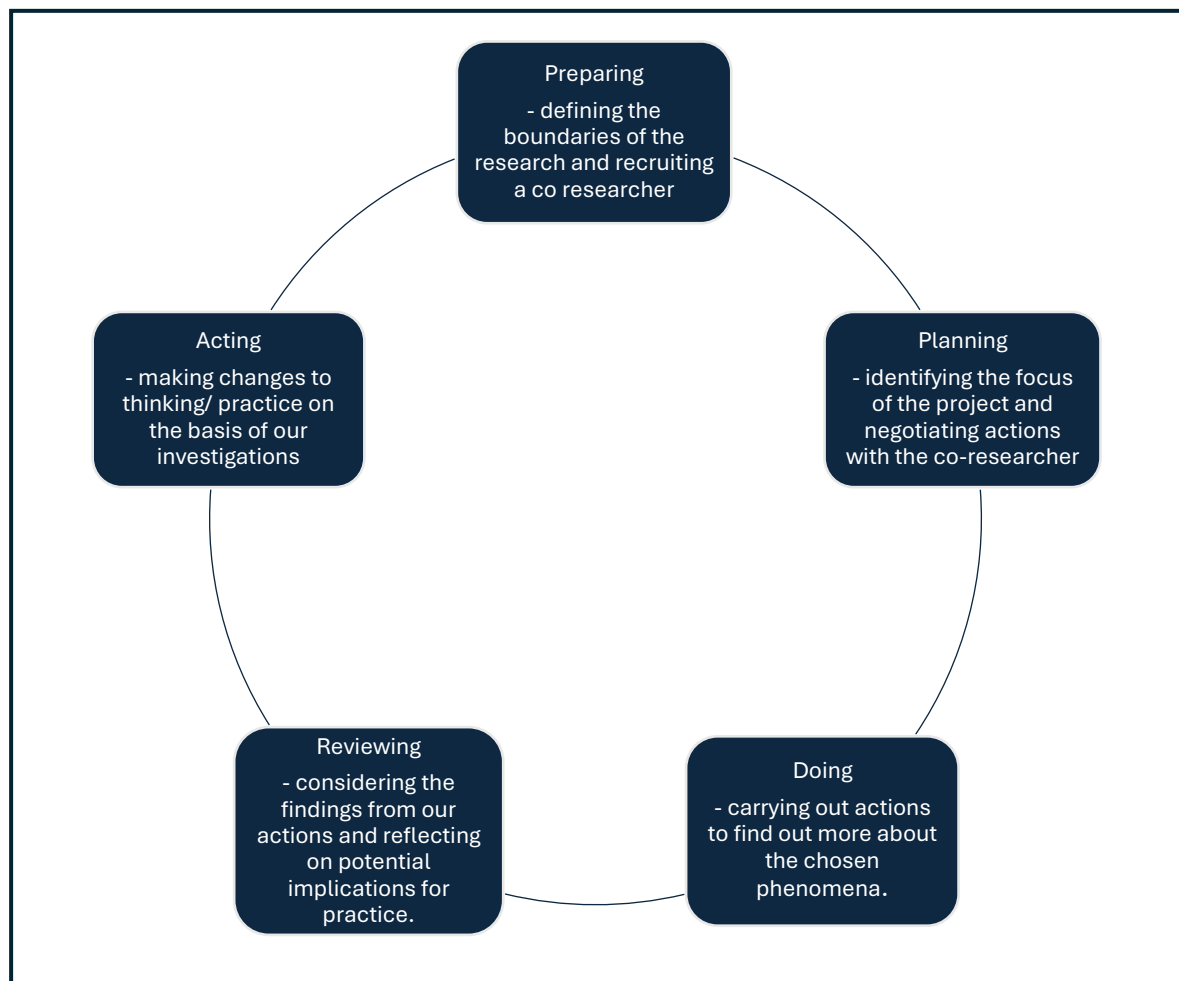 Preparing
- defining the
boundaries of the
research and recruiting
a co researcher
Planning
- identifying the focus
of the project and
negotiating actions
with the co-researcher
Doing
- carrying out actions
to find out more about
the chosen
phenomena.
Reviewing
- considering the
findings from our
actions and reflecting
on potential
implications for
practice.
Acting
- making changes to
thinking/ practice on
the basis of our
investigations